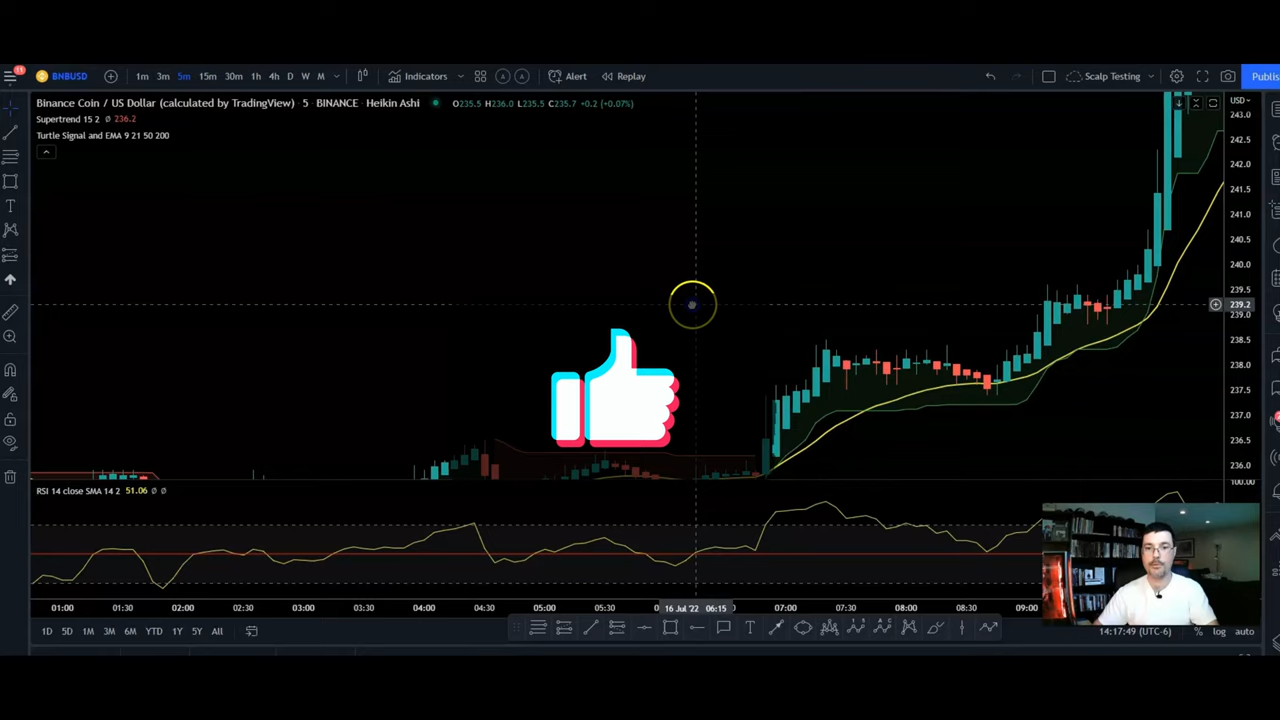 11
BNBUSD
1m 3m 5m 15m 30m 1h 4h D W M Indicators A A Alert Replay Scalp Testing Publis
Binance Coin / US Dollar (calculated by TradingView) · 5 · BINANCE · Heikin Ashi O235.5 H236.0 L235.5 C235.7 +0.2 (+0.07%)
Supertrend 15 2 Ø 236.2
Turtle Signal and EMA 9 21 50 200
USD
243.0
242.5
242.0
241.5
241.0
240.5
240.0
239.2
239.0
238.5
238.0
237.5
237.0
236.5
236.0
100.00
RSI 14 close SMA 14 2 51.06 Ø Ø
01:00 01:30 02:00 02:30 03:00 03:30 04:00 04:30 05:00 05:30 16 Jul '22 06:15 07:00 07:30 08:00 08:30 09:00
1D 5D 1M 3M 6M YTD 1Y 5Y All
T
14:17:49 (UTC-6) % log auto